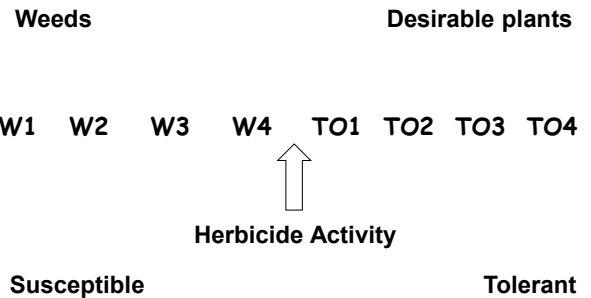 Weeds Desirable plants
W1 W2 W3 W4 TO1 TO2 TO3 TO4
Herbicide Activity
Susceptible Tolerant